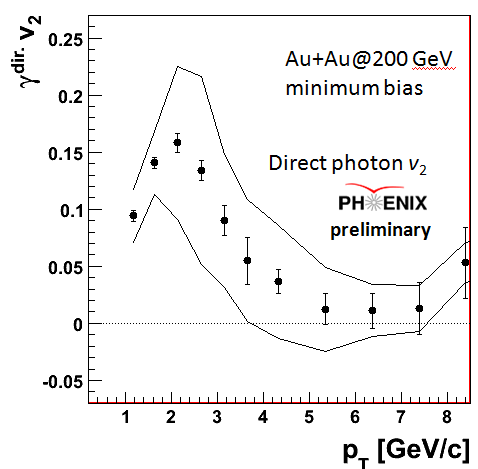 γdir. v2
0.25
0.2
0.15
0.1
0.05
0
-0.05
Au+Au@200 GeV
minimum bias
Direct photon v2
PHENIX
preliminary
1 2 3 4 5 6 7 8
pT [GeV/c]